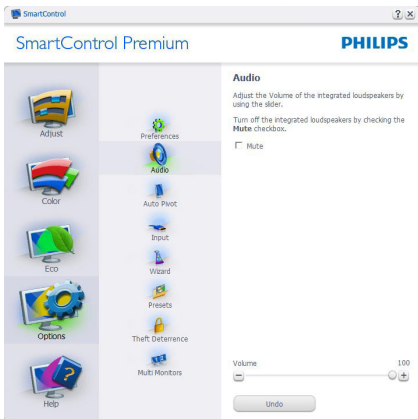 SmartControl
SmartControl Premium
PHILIPS
Adjust
Color
Eco
Options
Help
Preferences
Audio
Auto Pivot
Input
Wizard
Presets
Theft Deterrence
Multi Monitors
Audio
Adjust the Volume of the integrated loudspeakers by
using the slider.
Turn off the integrated loudspeakers by checking the
Mute checkbox.
Mute
Volume 100
Undo